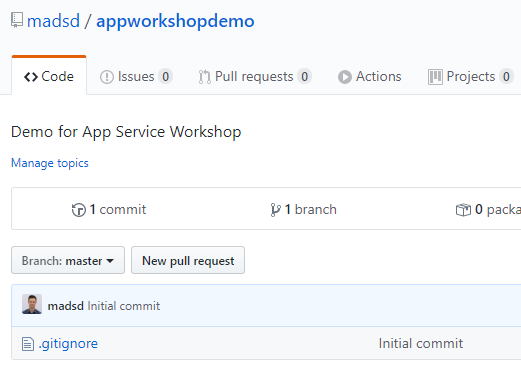 madsd / appworkshopdemo
Code Issues 0 Pull requests 0 Actions Projects 0
Demo for App Service Workshop
Manage topics
1 commit 1 branch 0 packa
Branch: master New pull request
madsd Initial commit
.gitignore Initial commit